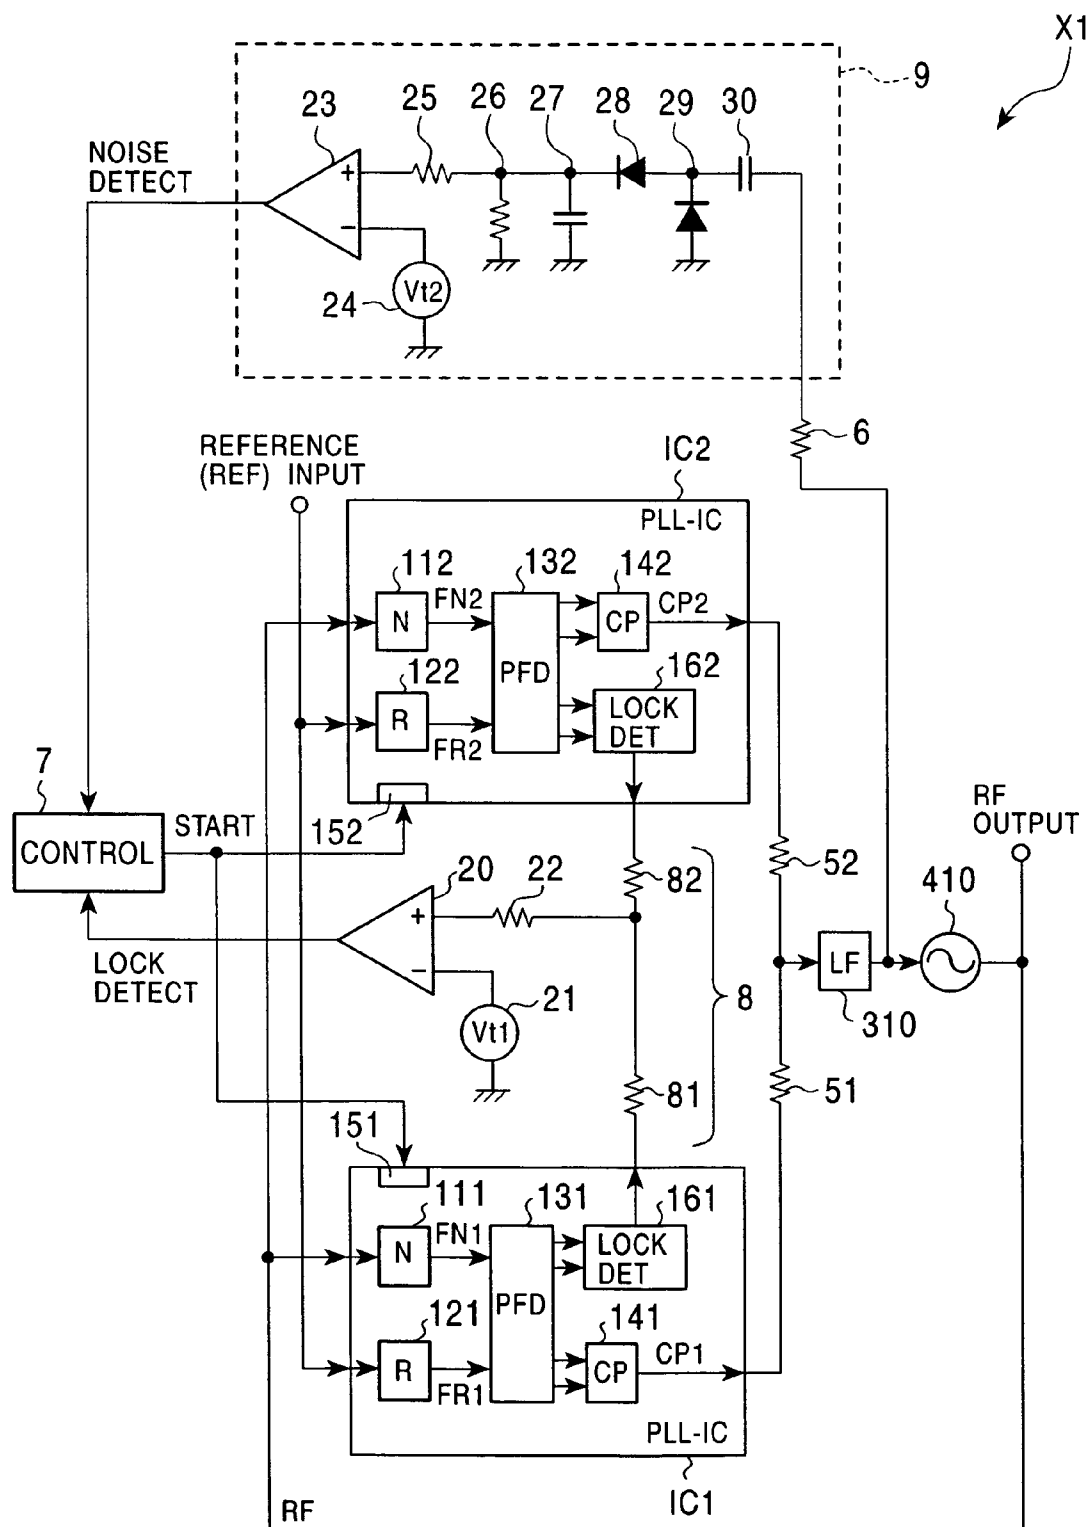 X1
9
23
25
26
27
28
29
30
NOISE
DETECT
+
−
Vt2
24
6
REFERENCE
(REF) INPUT
IC2
PLL-IC
112
FN2
132
142
CP2
N
CP
122
PFD
162
R
FR2
LOCK
DET
7
START
152
CONTROL
RF
OUTPUT
20
22
82
52
410
+
−
LOCK
DETECT
21
8
LF
310
Vt1
81
51
151
111
FN1
131
161
N
LOCK
DET
PFD
121
141
R
FR1
CP
CP1
PLL-IC
IC1
RF